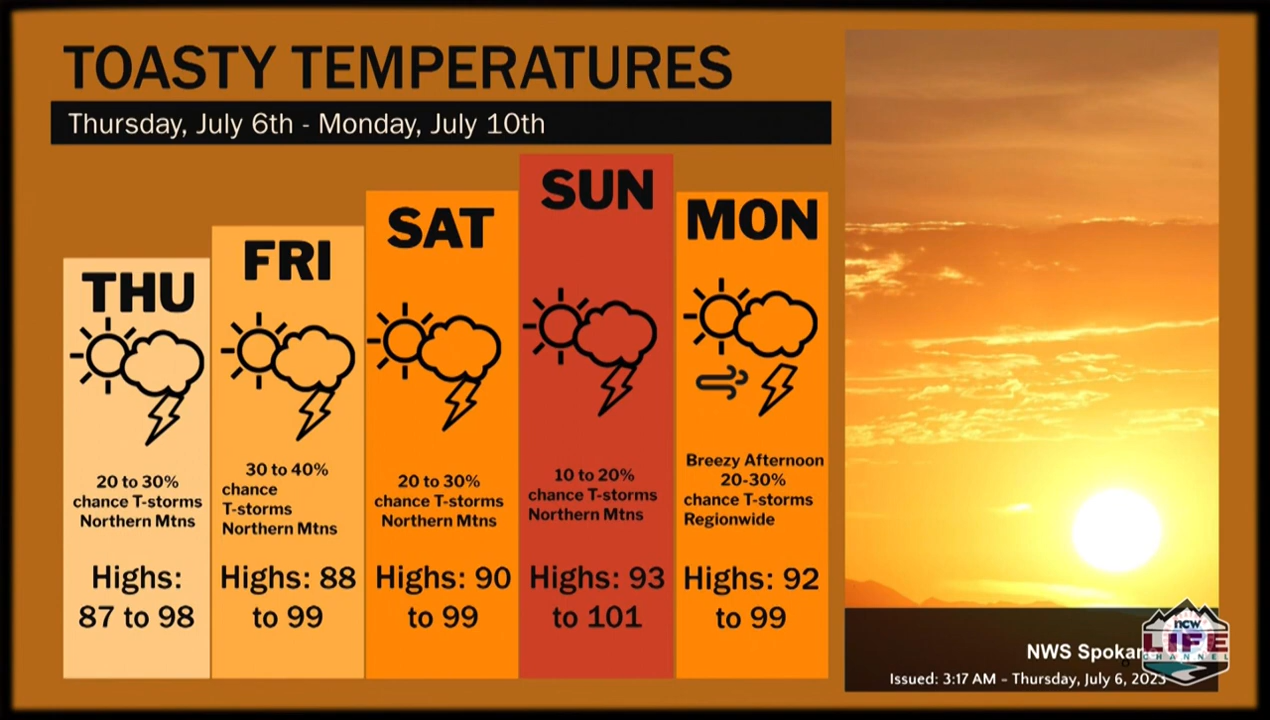 TOASTY TEMPERATURES
Thursday, July 6th - Monday, July 10th
THU
20 to 30%
chance T-storms
Northern Mtns
Highs:
87 to 98
FRI
30 to 40%
chance
T-storms
Northern Mtns
Highs: 88
to 99
SAT
20 to 30%
chance T-storms
Northern Mtns
Highs: 90
to 99
SUN
10 to 20%
chance T-storms
Northern Mtns
Highs: 93
to 101
MON
Breezy Afternoon
20-30%
chance T-storms
Regionwide
Highs: 92
to 99
ncw
LIFE
CHANNEL
NWS Spokane
Issued: 3:17 AM - Thursday, July 6, 2023